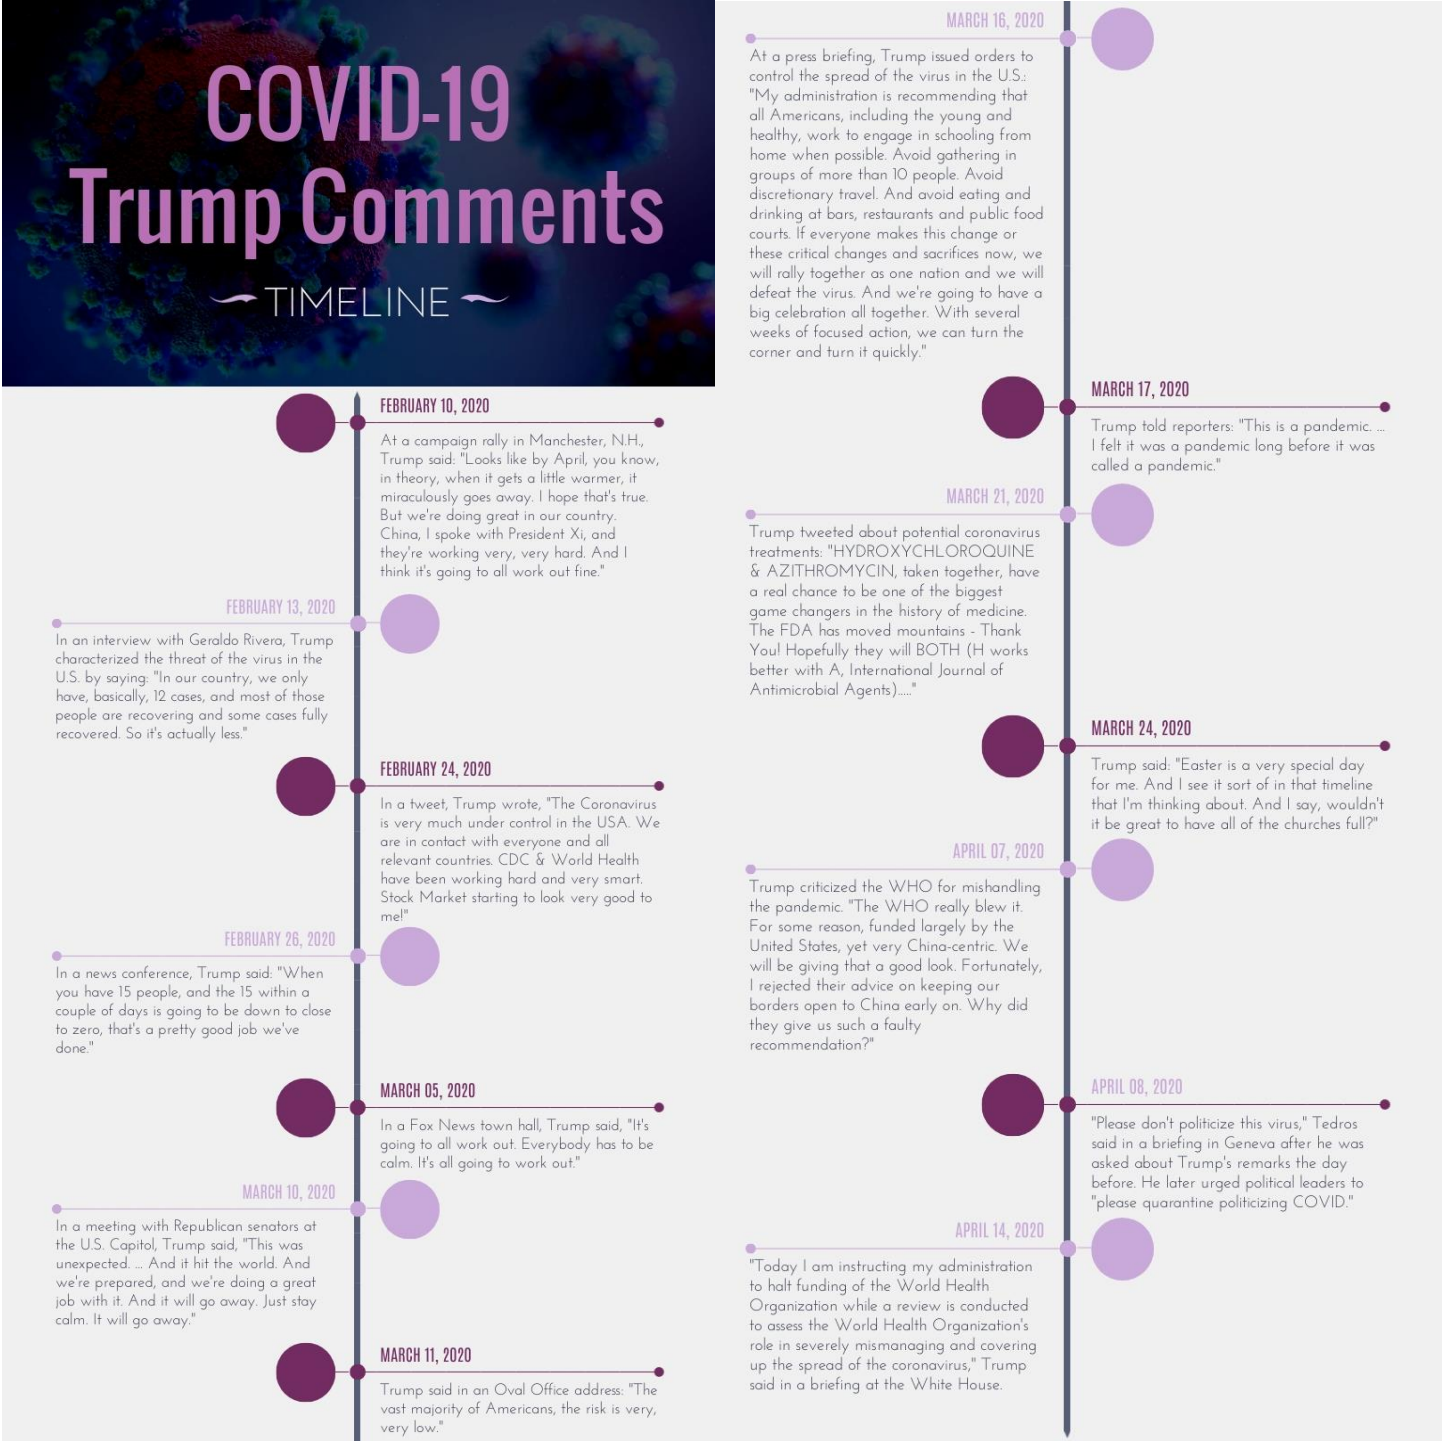 COVID-19
Trump Comments
TIMELINE
FEBRUARY 10, 2020
At a campaign rally in Manchester, N.H.,
Trump said: "Looks like by April, you know,
in theory, when it gets a little warmer, it
miraculously goes away. I hope that's true.
But we're doing great in our country.
China, I spoke with President Xi, and
they're working very, very hard. And I
think it's going to all work out fine."
FEBRUARY 13, 2020
In an interview with Geraldo Rivera, Trump
characterized the threat of the virus in the
U.S. by saying: "In our country, we only
have, basically, 12 cases, and most of those
people are recovering and some cases fully
recovered. So it's actually less."
FEBRUARY 24, 2020
In a tweet, Trump wrote, "The Coronavirus
is very much under control in the USA. We
are in contact with everyone and all
relevant countries. CDC & World Health
have been working hard and very smart.
Stock Market starting to look very good to
me!"
FEBRUARY 26, 2020
In a news conference, Trump said: "When
you have 15 people, and the 15 within a
couple of days is going to be down to close
to zero, that's a pretty good job we've
done."
MARCH 05, 2020
In a Fox News town hall, Trump said, "It's
going to all work out. Everybody has to be
calm. It's all going to work out."
MARCH 10, 2020
In a meeting with Republican senators at
the U.S. Capitol, Trump said, "This was
unexpected. ... And it hit the world. And
we're prepared, and we're doing a great
job with it. And it will go away. Just stay
calm. It will go away."
MARCH 11, 2020
Trump said in an Oval Office address: "The
vast majority of Americans, the risk is very,
very low."
MARCH 16, 2020
At a press briefing, Trump issued orders to
control the spread of the virus in the U.S.:
"My administration is recommending that
all Americans, including the young and
healthy, work to engage in schooling from
home when possible. Avoid gathering in
groups of more than 10 people. Avoid
discretionary travel. And avoid eating and
drinking at bars, restaurants and public food
courts. If everyone makes this change or
these critical changes and sacrifices now, we
will rally together as one nation and we will
defeat the virus. And we're going to have a
big celebration all together. With several
weeks of focused action, we can turn the
corner and turn it quickly."
MARCH 17, 2020
Trump told reporters: "This is a pandemic. ...
I felt it was a pandemic long before it was
called a pandemic."
MARCH 21, 2020
Trump tweeted about potential coronavirus
treatments: "HYDROXYCHLOROQUINE
& AZITHROMYCIN, taken together, have
a real chance to be one of the biggest
game changers in the history of medicine.
The FDA has moved mountains - Thank
You! Hopefully they will BOTH (H works
better with A, International Journal of
Antimicrobial Agents)....."
MARCH 24, 2020
Trump said: "Easter is a very special day
for me. And I see it sort of in that timeline
that I'm thinking about. And I say, wouldn't
it be great to have all of the churches full?"
APRIL 07, 2020
Trump criticized the WHO for mishandling
the pandemic. "The WHO really blew it.
For some reason, funded largely by the
United States, yet very China-centric. We
will be giving that a good look. Fortunately,
I rejected their advice on keeping our
borders open to China early on. Why did
they give us such a faulty
recommendation?"
APRIL 08, 2020
"Please don't politicize this virus," Tedros
said in a briefing in Geneva after he was
asked about Trump's remarks the day
before. He later urged political leaders to
"please quarantine politicizing COVID."
APRIL 14, 2020
"Today I am instructing my administration
to halt funding of the World Health
Organization while a review is conducted
to assess the World Health Organization's
role in severely mismanaging and covering
up the spread of the coronavirus," Trump
said in a briefing at the White House.